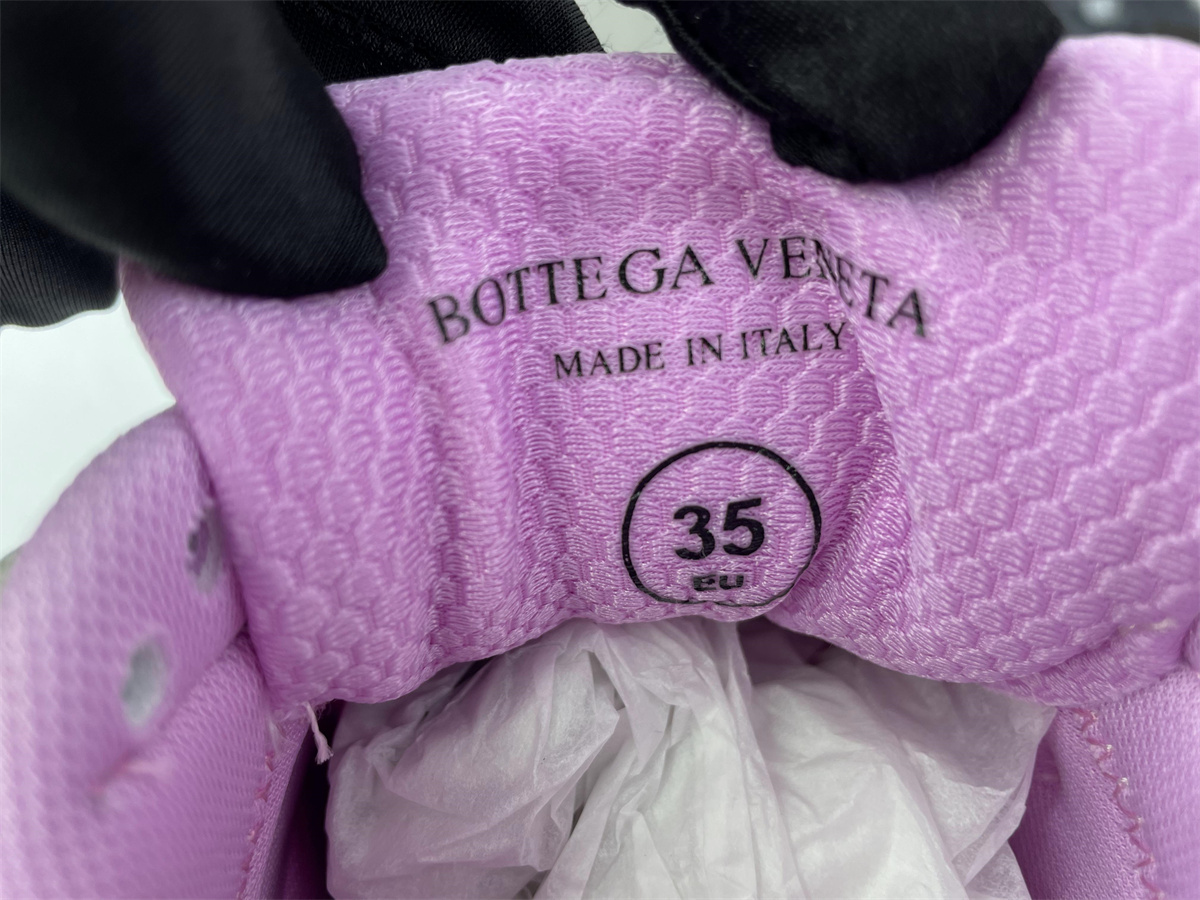 BOTTEGA VENETA
MADE IN ITALY
35
EU